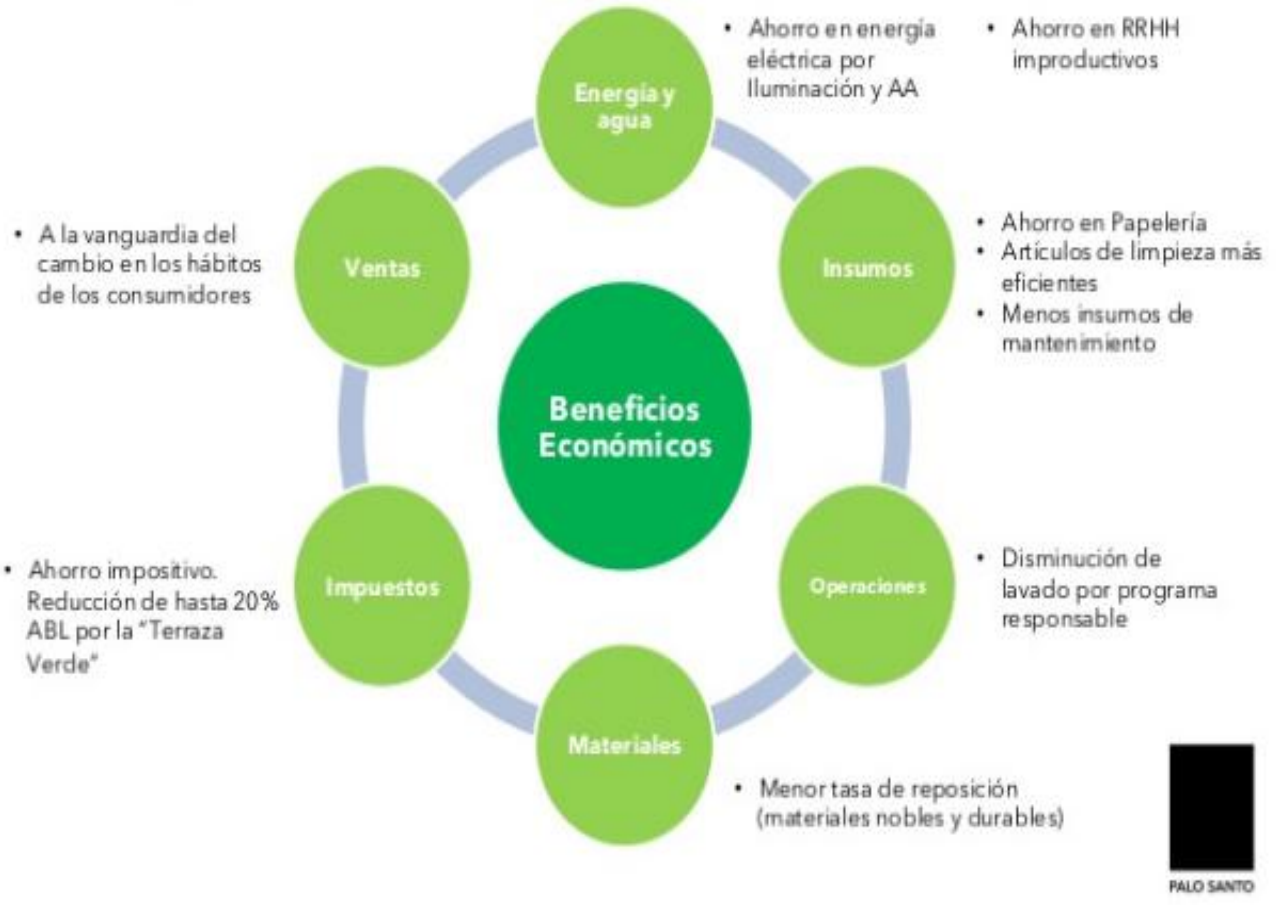 Energía y
agua
• Ahorro en energía
eléctrica por
Iluminación y AA
• Ahorro en RRHH
improductivos
Insumos
• Ahorro en Papelería
• Artículos de limpieza más
eficientes
• Menos insumos de
mantenimiento
Operaciones
• Disminución de
lavado por programa
responsable
Materiales
• Menor tasa de reposición
(materiales nobles y durables)
Impuestos
• Ahorro impositivo.
Reducción de hasta 20%
ABL por la "Terraza
Verde"
Ventas
• A la vanguardia del
cambio en los hábitos
de los consumidores
Beneficios
Económicos
PALO SANTO